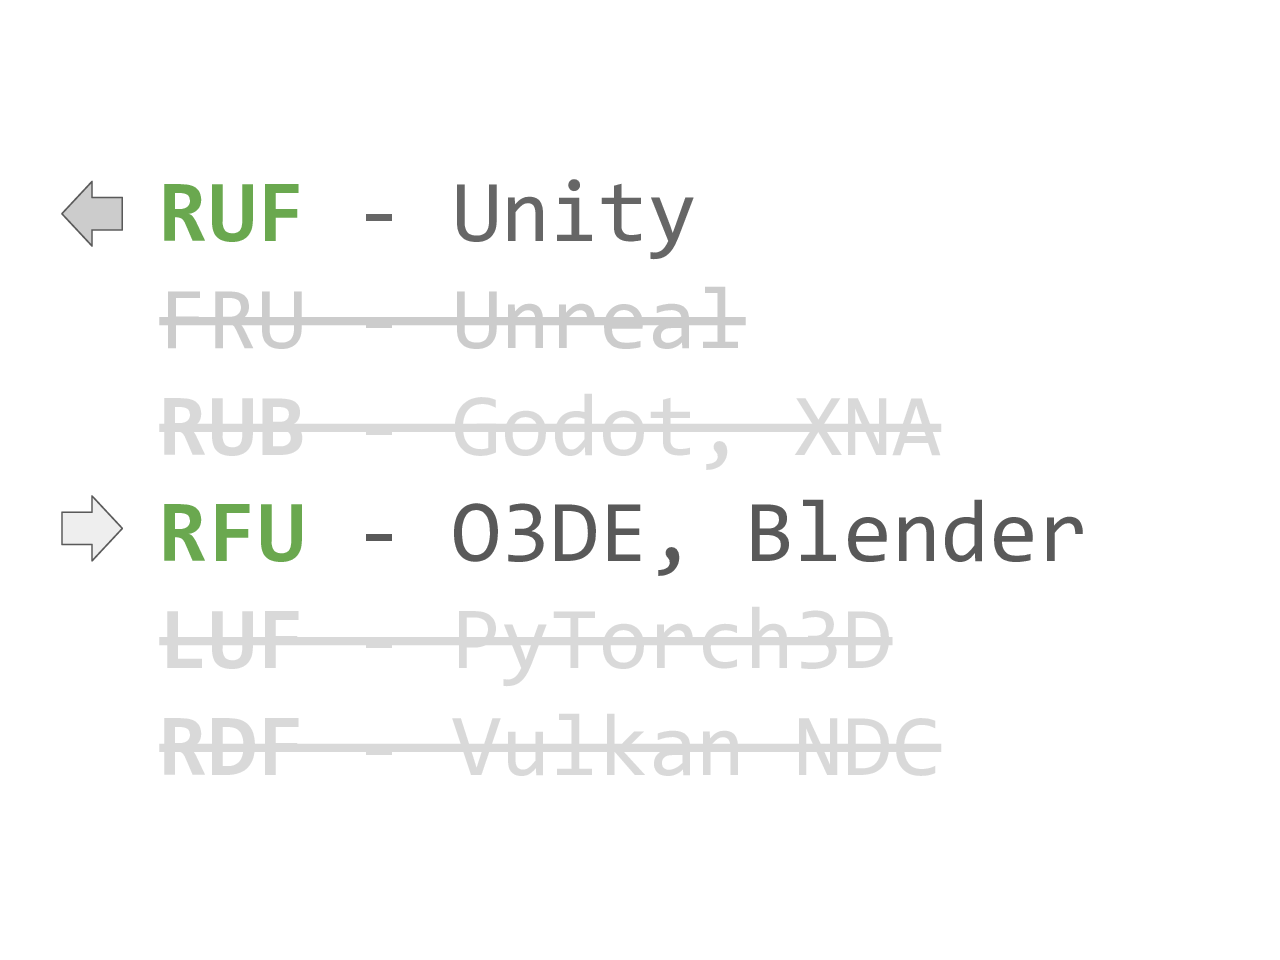 RUF - Unity
FRU - Unreal
RUB - Godot, XNA
RFU - O3DE, Blender
LUF - PyTorch3D
RDF - Vulkan NDC